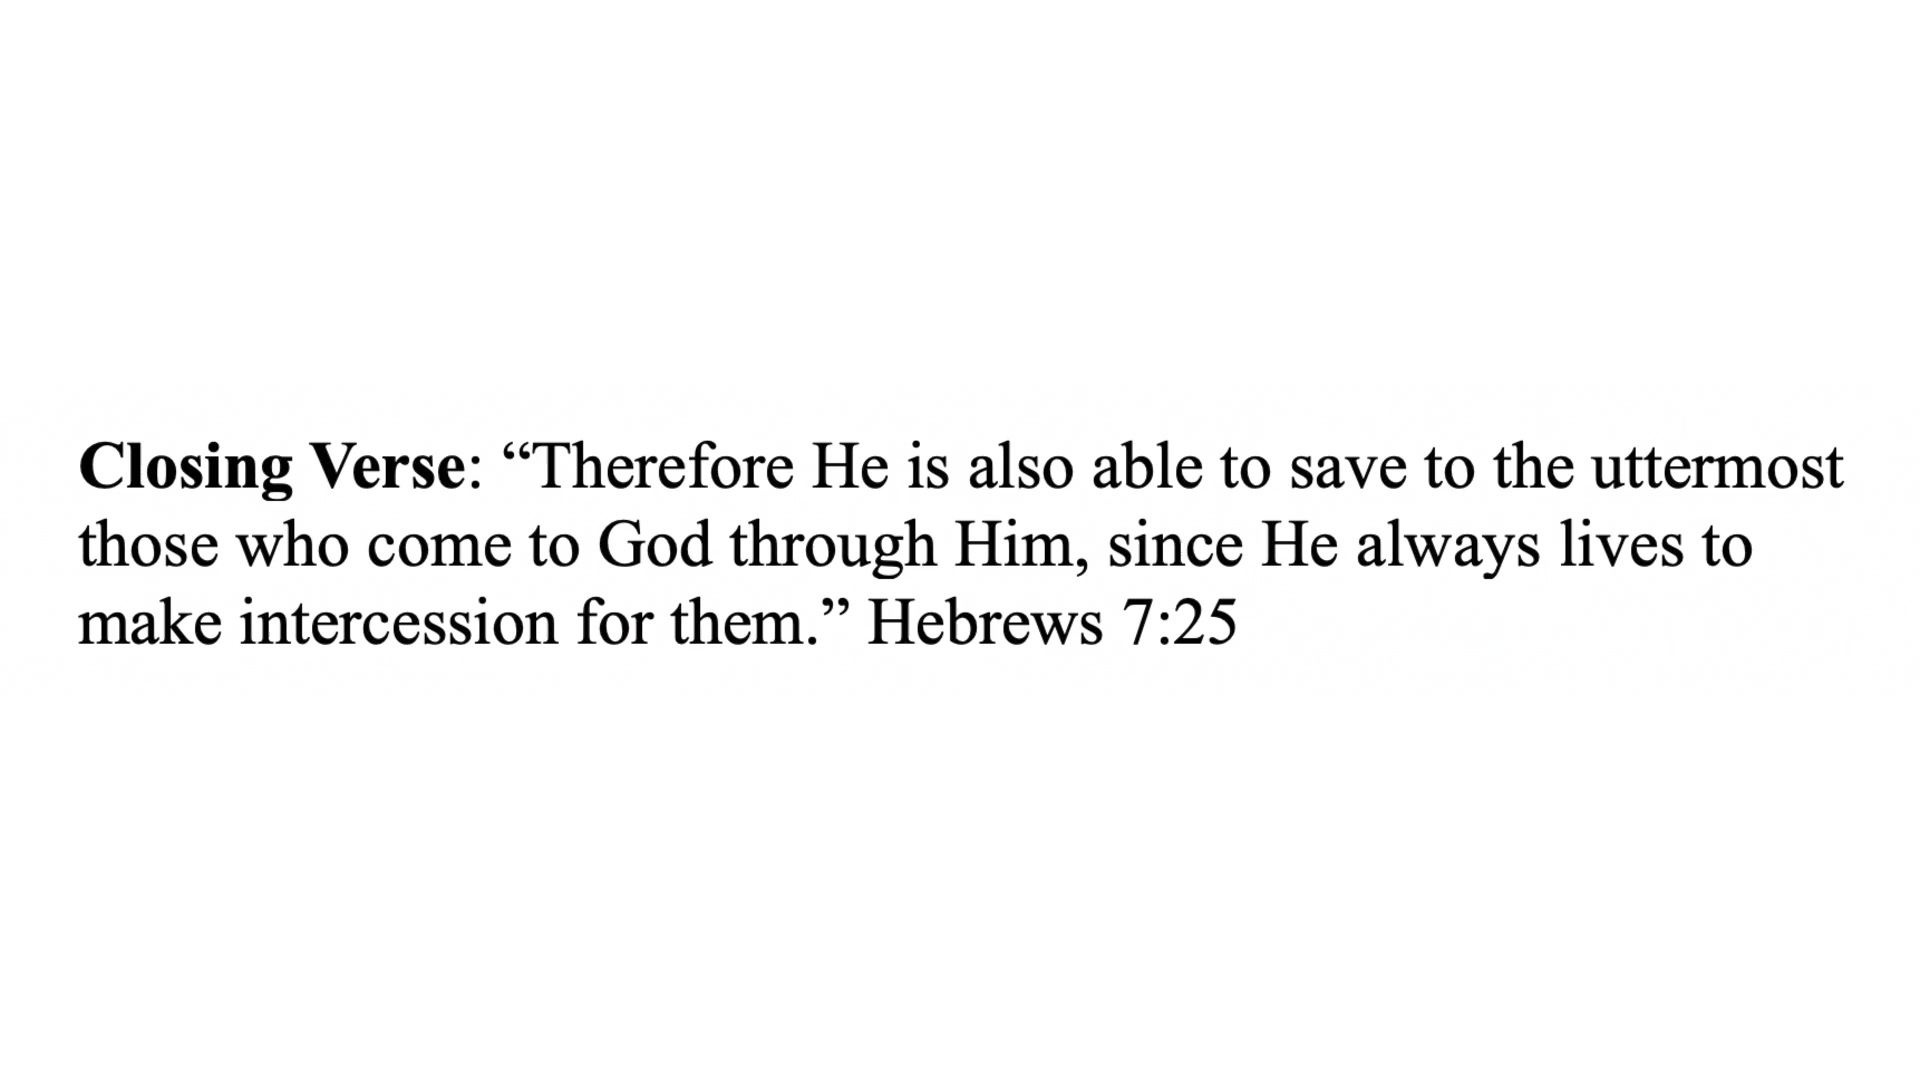 Closing Verse: “Therefore He is also able to save to the uttermost
those who come to God through Him, since He always lives to
make intercession for them.” Hebrews 7:25